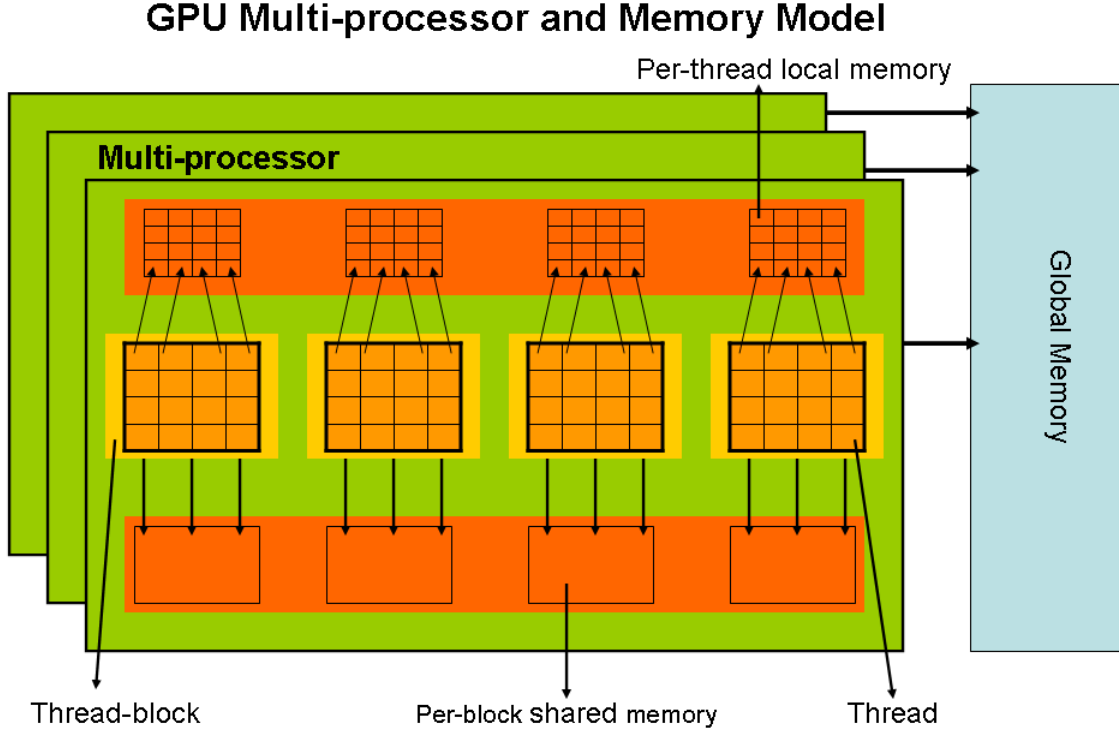 GPU Multi-processor and Memory Model
Per-thread local memory
Multi-processor
Global Memory
Thread-block
Per-block shared memory
Thread